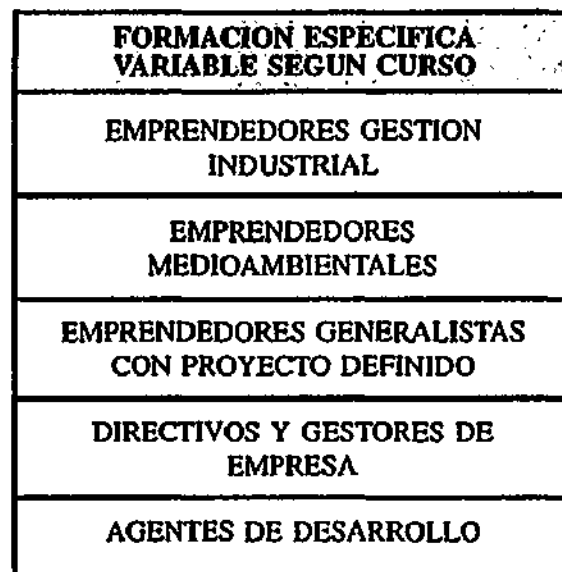 FORMACION ESPECIFICA
VARIABLE SEGUN CURSO
EMPRENDEDORES GESTION
INDUSTRIAL
EMPRENDEDORES
MEDIOAMBIENTALES
EMPRENDEDORES GENERALISTAS
CON PROYECTO DEFINIDO
DIRECTIVOS Y GESTORES DE
EMPRESA
AGENTES DE DESARROLLO